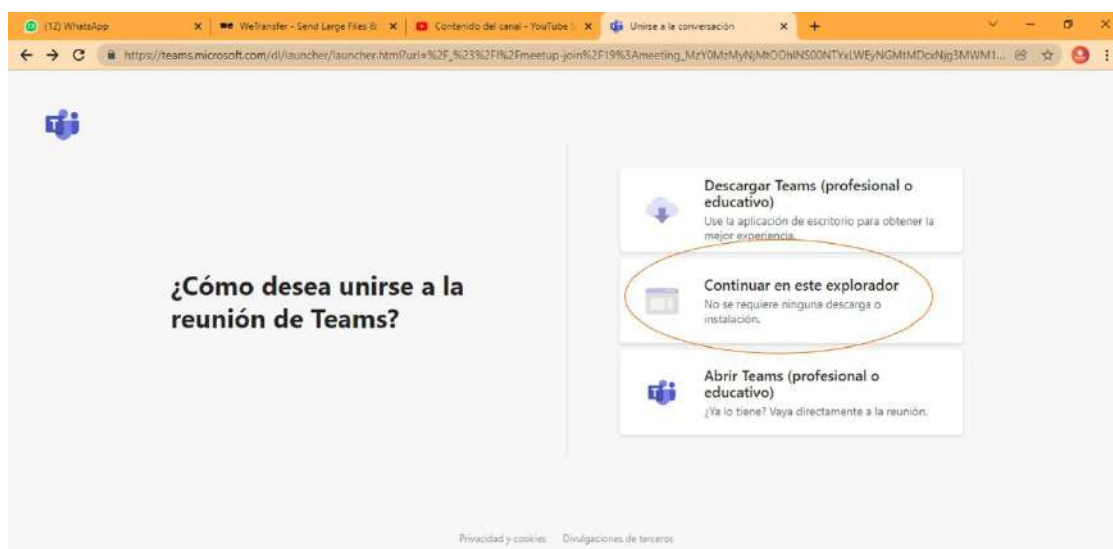 (12) WhatsApp
WeTransfer - Send Large Files &
Contenido del canal - YouTube
Unirse a la conversación
https://teams.microsoft.com/dl/launcher/launcher.html?url=%2F_%23%2Fl%2Fmeetup-join%2F19%3Ameeting_
Descargar Teams (profesional o
educativo)
Use la aplicación de escritorio para obtener la
mejor experiencia.
¿Cómo desea unirse a la
reunión de Teams?
Continuar en este explorador
No se requiere ninguna descarga o
instalación.
Abrir Teams (profesional o
educativo)
¿Ya lo tiene? Vaya directamente a la reunión.
Privacidad y cookies
Divulgaciones de terceros